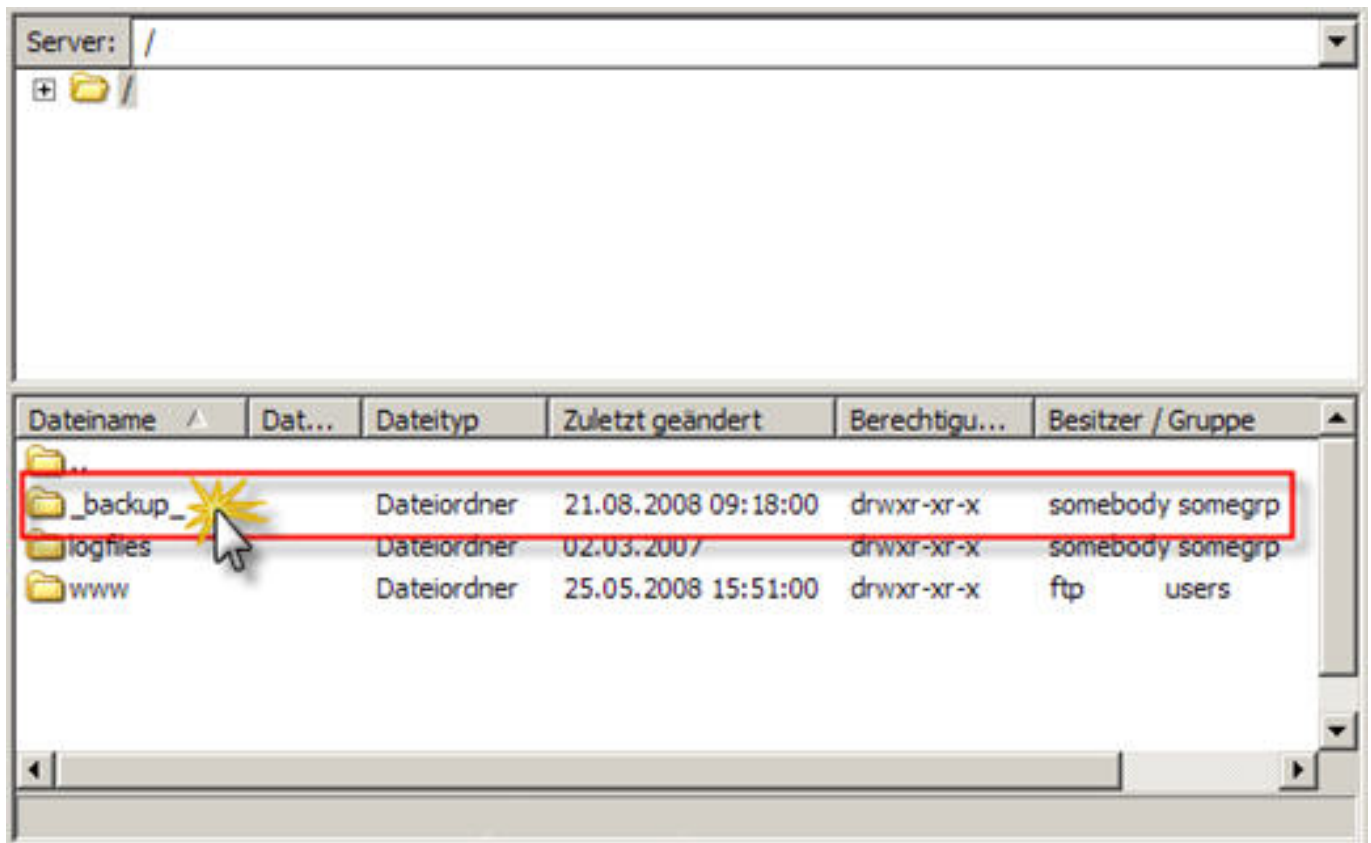 Server: /
/
Dateiname Dat... Dateityp Zuletzt geändert Berechtigu... Besitzer / Gruppe
..
_backup_ Dateiordner 21.08.2008 09:18:00 drwxr-xr-x somebody somegrp
logfiles Dateiordner 02.03.2007 drwxr-xr-x somebody somegrp
www Dateiordner 25.05.2008 15:51:00 drwxr-xr-x ftp users